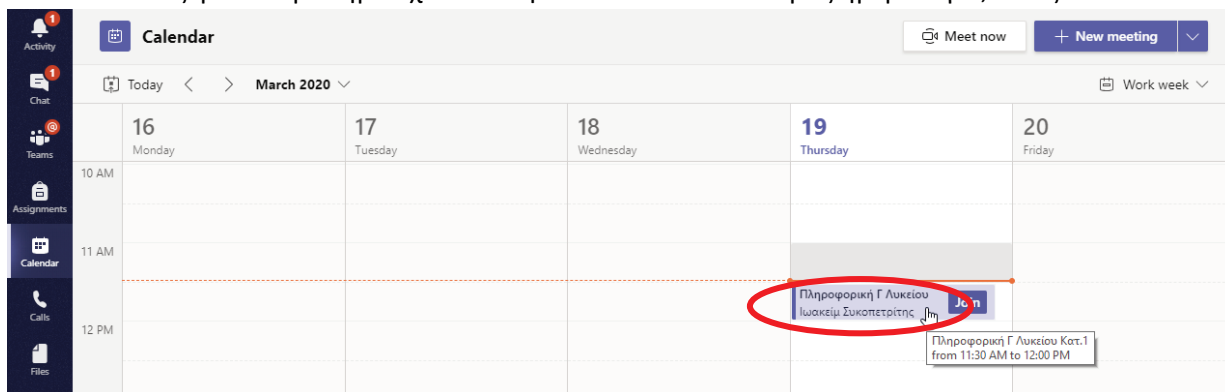 1
Activity
Calendar
Meet now
+ New meeting
1
Chat
Today < > March 2020
Work week
@
Teams
16
Monday
17
Tuesday
18
Wednesday
19
Thursday
20
Friday
10 AM
Assignments
11 AM
Calendar
Πληροφορική Γ Λυκείου
Ιωακείμ Συκοπετρίτης
Join
Calls
12 PM
Πληροφορική Γ Λυκείου Κατ.1
from 11:30 AM to 12:00 PM
Files